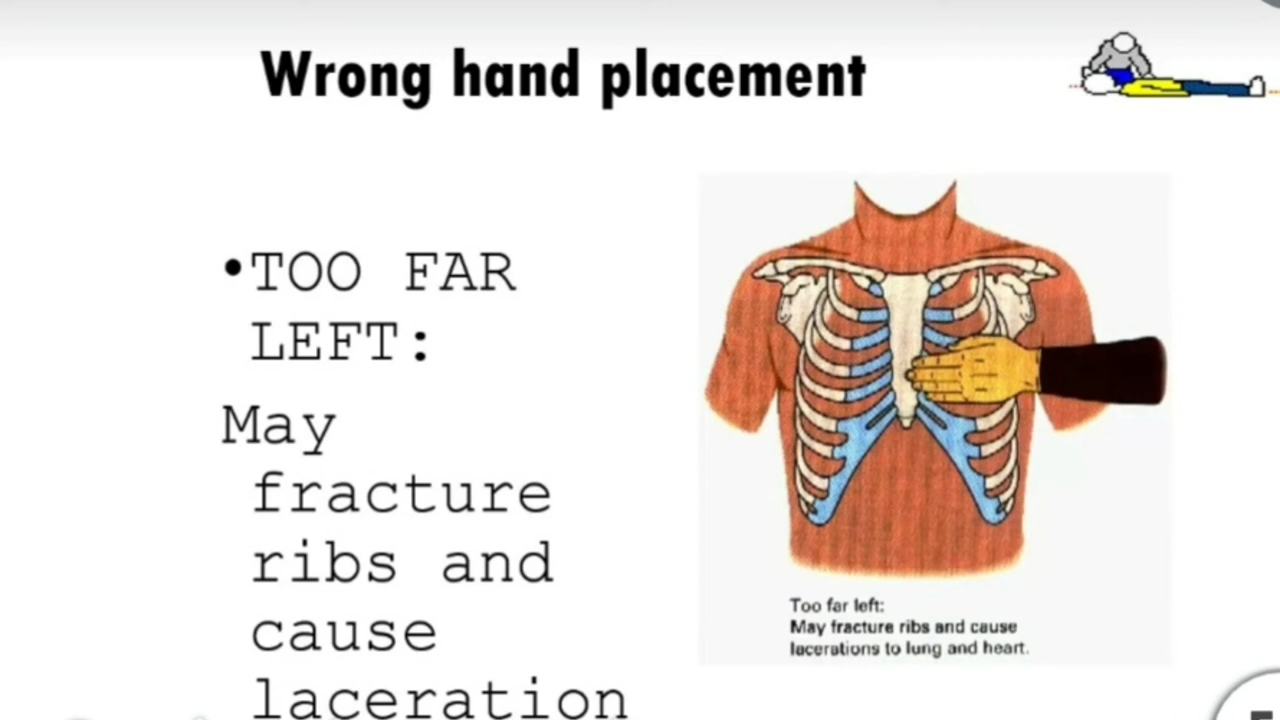 Wrong hand placement
•TOO FAR
LEFT:
May
fracture
ribs and
cause
laceration
Too far left:
May fracture ribs and cause
lacerations to lung and heart.